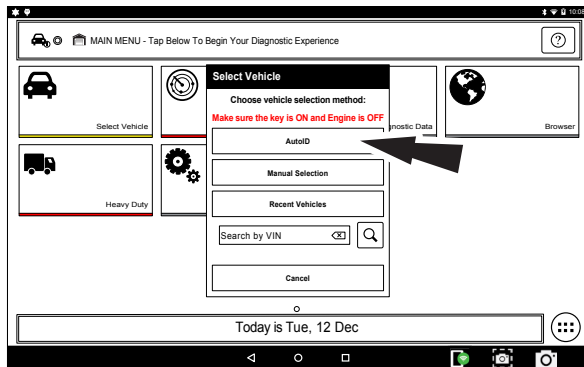 10:08
MAIN MENU - Tap Below To Begin Your Diagnostic Experience
?
Select Vehicle
Select Vehicle
Choose vehicle selection method:
Make sure the key is ON and Engine is OFF
AutoID
gnostic Data
Browser
Manual Selection
Heavy Duty
Recent Vehicles
Search by VIN
Cancel
Today is Tue, 12 Dec